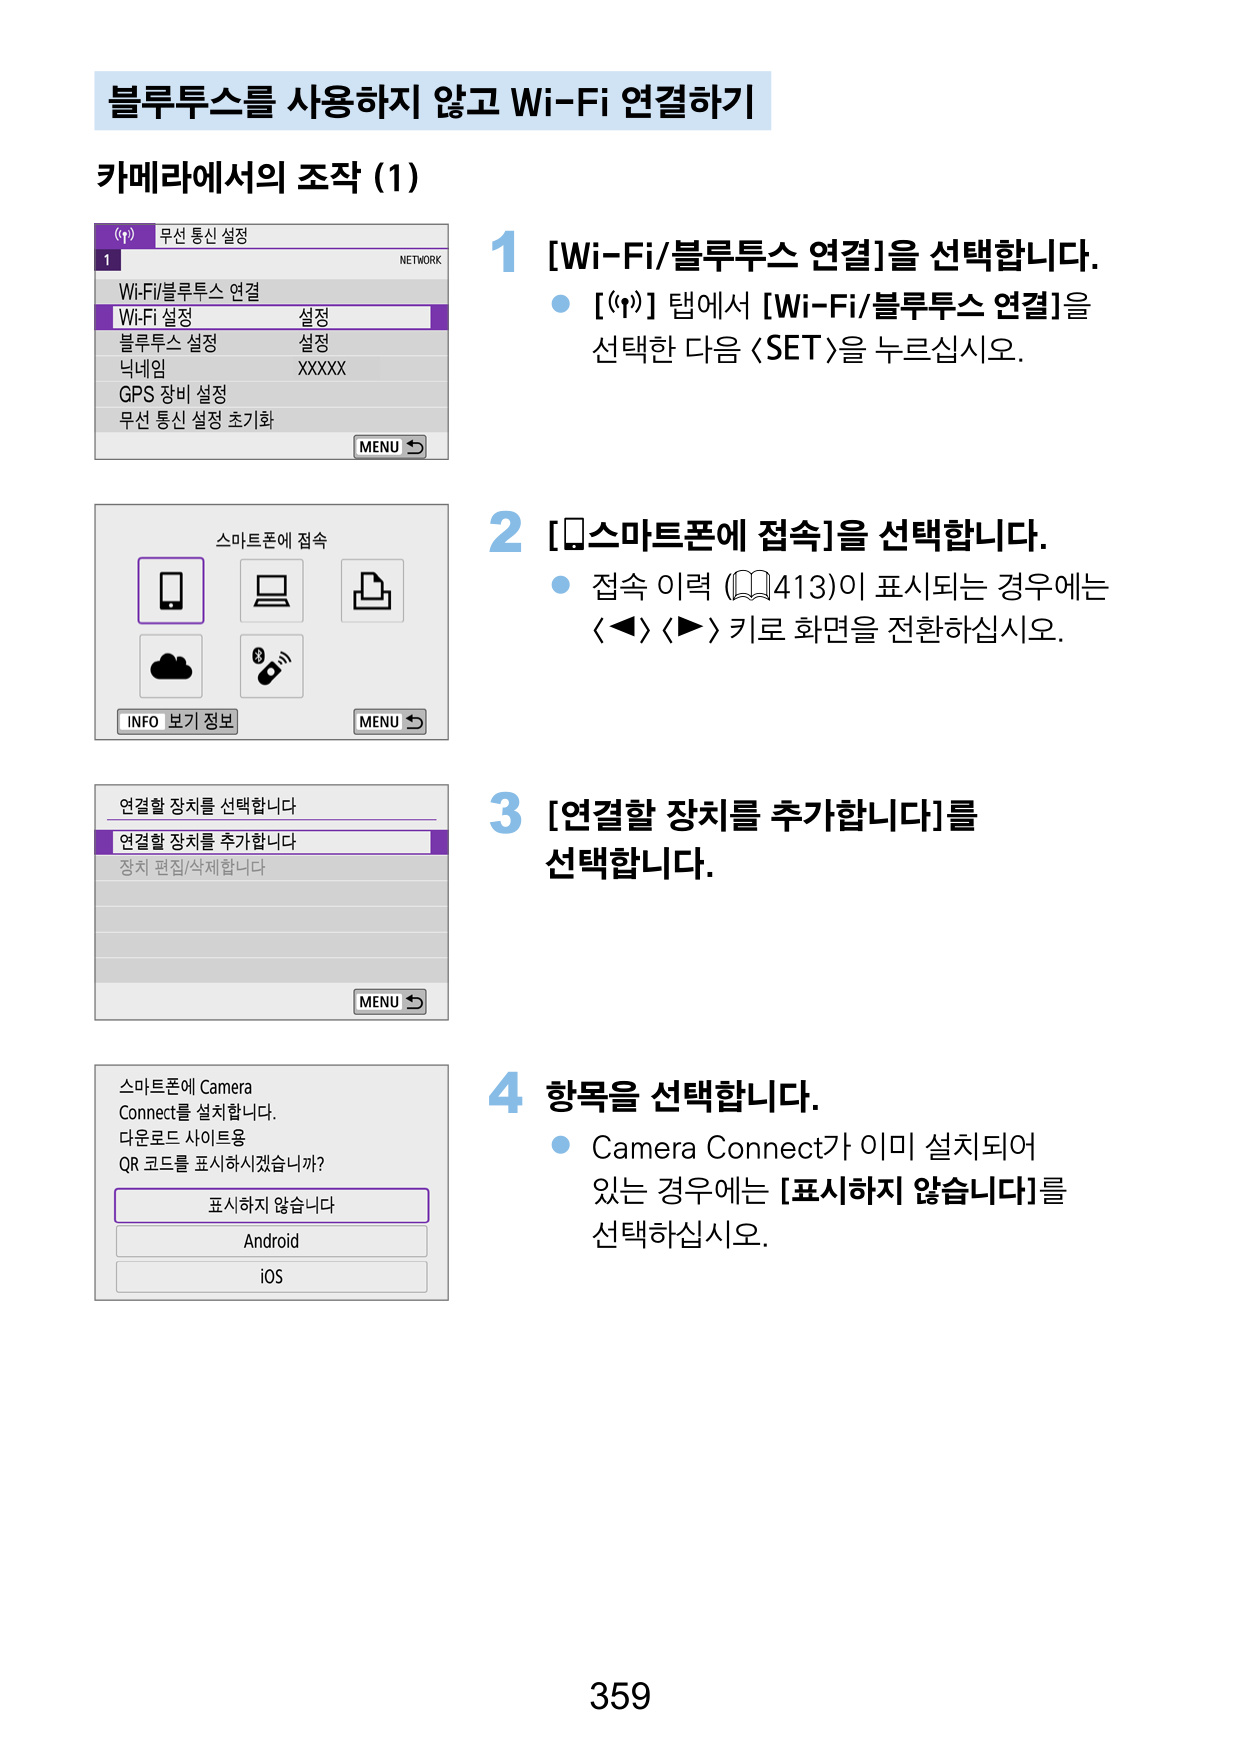 블루투스를 사용하지 않고 Wi-Fi 연결하기
카메라에서의 조작 (1)
무선 통신 설정
1 NETWORK
Wi-Fi/블루투스 연결
Wi-Fi 설정 설정
블루투스 설정 설정
닉네임 XXXXX
GPS 장비 설정
무선 통신 설정 초기화
MENU
1 [Wi-Fi/블루투스 연결]을 선택합니다.
● [] 탭에서 [Wi-Fi/블루투스 연결]을
선택한 다음 <SET>을 누르십시오.
스마트폰에 접속
INFO 보기 정보 MENU
2 [스마트폰에 접속]을 선택합니다.
● 접속 이력 (413)이 표시되는 경우에는
<◀> <▶> 키로 화면을 전환하십시오.
연결할 장치를 선택합니다
연결할 장치를 추가합니다
장치 편집/삭제합니다
MENU
3 [연결할 장치를 추가합니다]를
선택합니다.
스마트폰에 Camera
Connect를 설치합니다.
다운로드 사이트용
QR 코드를 표시하시겠습니까?
표시하지 않습니다
Android
iOS
4 항목을 선택합니다.
● Camera Connect가 이미 설치되어
있는 경우에는 [표시하지 않습니다]를
선택하십시오.
359